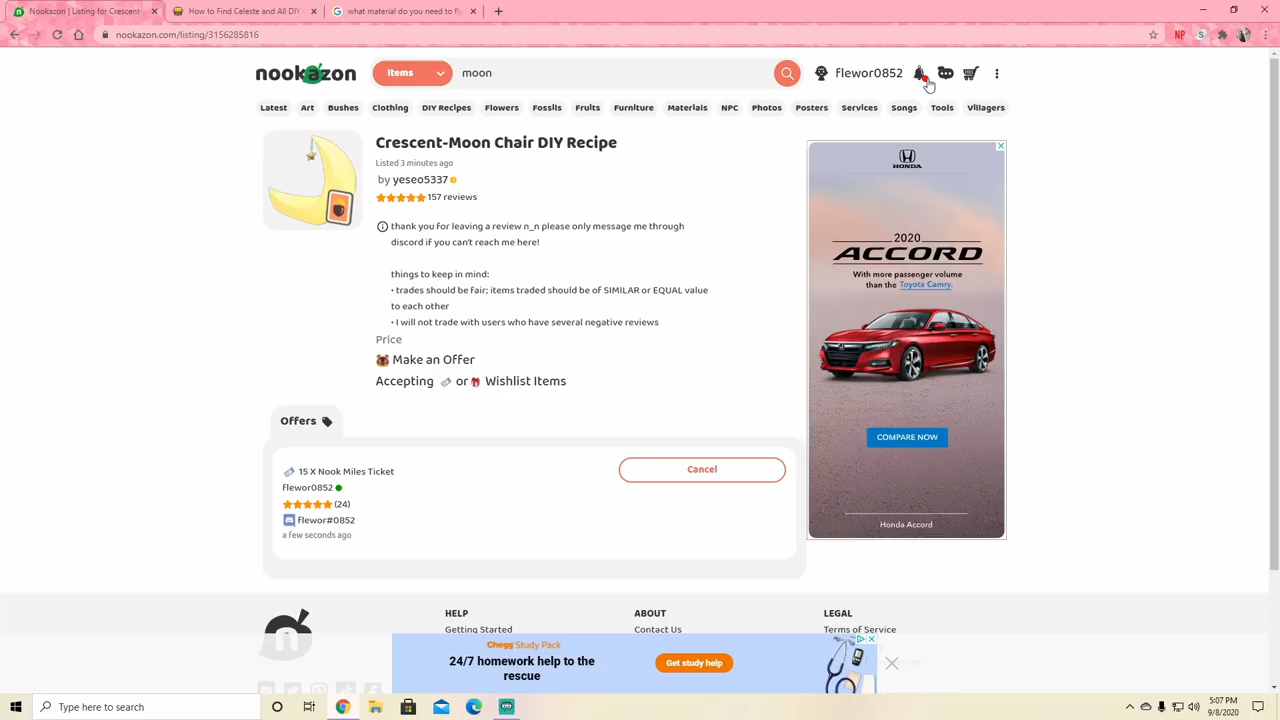 Nookazon | Listing for Crescent-
How to Find Celeste and All DIY
what material do you need to fly
nookazon.com/listing/3156285816
NP
S
nookazon
Items
moon
flewor0852
Latest
Art
Bushes
Clothing
DIY Recipes
Flowers
Fossils
Fruits
Furniture
Materials
NPC
Photos
Posters
Services
Songs
Tools
Villagers
Crescent-Moon Chair DIY Recipe
Listed 3 minutes ago
by yeseo5337
157 reviews
thank you for leaving a review n_n please only message me through
discord if you can't reach me here!
things to keep in mind:
• trades should be fair; items traded should be of SIMILAR or EQUAL value
to each other
• I will not trade with users who have several negative reviews
Price
Make an Offer
Accepting or Wishlist Items
HONDA
2020
ACCORD
With more passenger volume
than the Toyota Camry.
COMPARE NOW
Honda Accord
Offers
15 X Nook Miles Ticket
Cancel
Flewor0852
(24)
flewor#0852
a few seconds ago
HELP
ABOUT
LEGAL
Getting Started
Contact Us
Terms of Service
Chegg Study Pack
24/7 homework help to the
rescue
Get study help
Type here to search
5:07 PM
9/8/2020